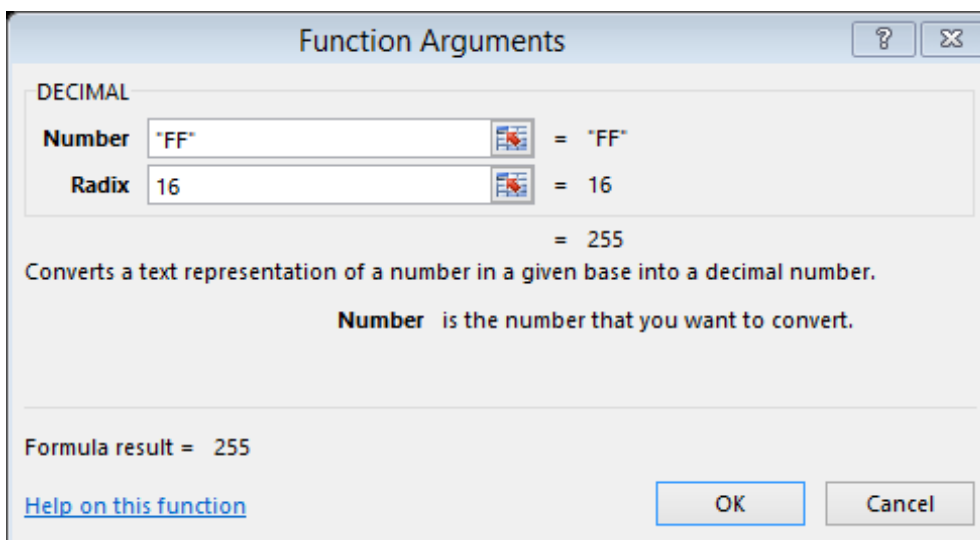 Function Arguments
DECIMAL
Number "FF" = "FF"
Radix 16 = 16
= 255
Converts a text representation of a number in a given base into a decimal number.
Number is the number that you want to convert.
Formula result = 255
Help on this function OK Cancel